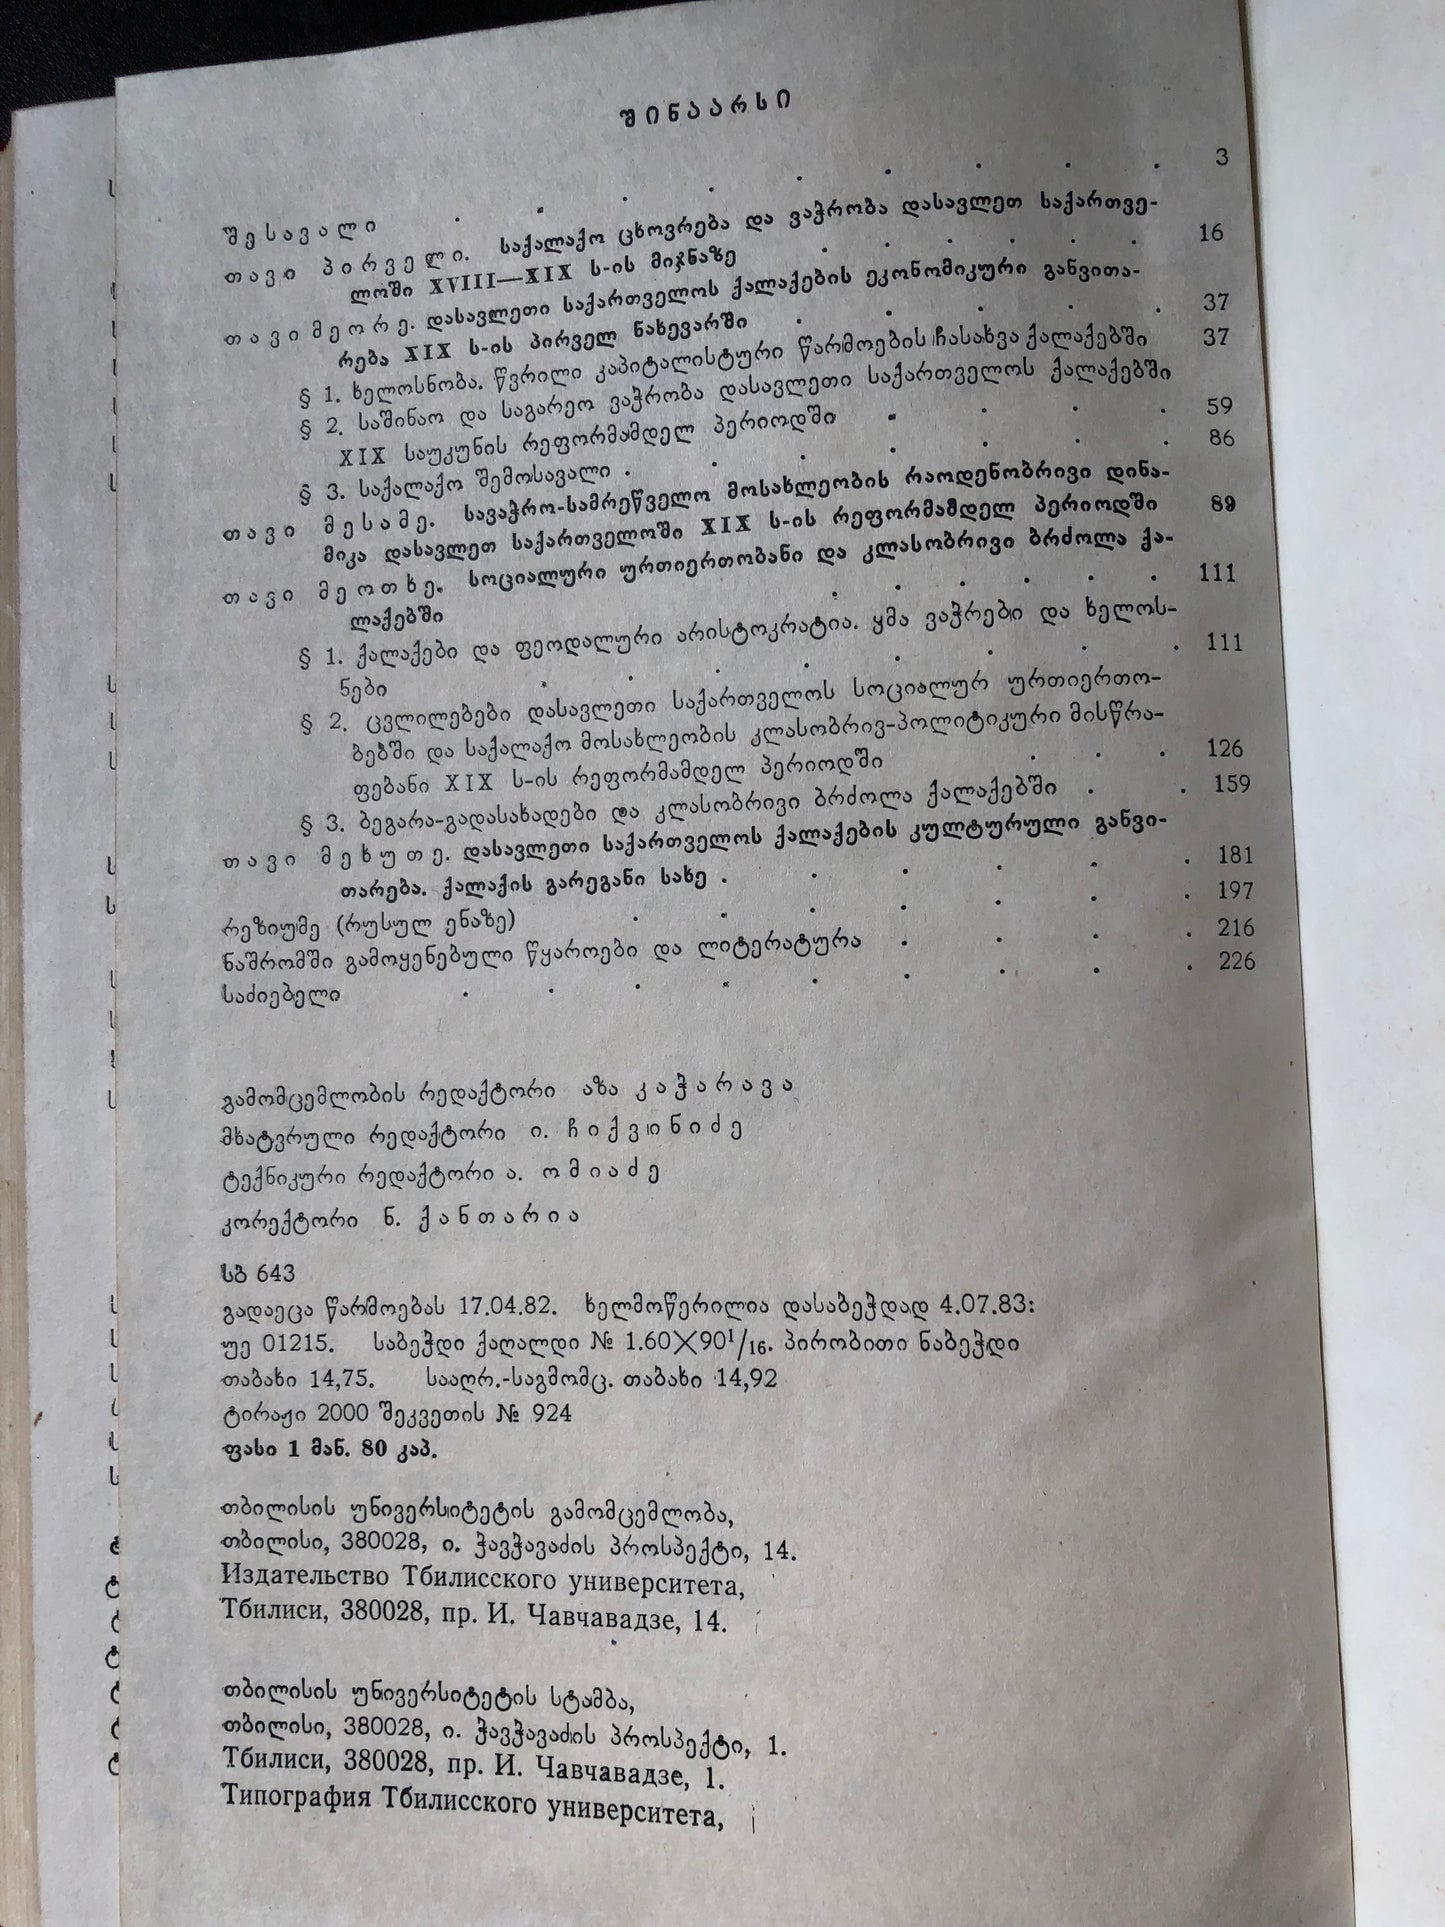 შინაარსი
შესავალი . . . . . . . . . 3
თავი პირველი. საქალაქო ცხოვრება და ვაჭრობა დასავლეთ საქართვე-
ლოში XVIII—XIX ს-ის მიჯნაზე . . . . . 16
თავი მეორე. დასავლეთი საქართველოს ქალაქების ეკონომიკური განვითა-
რება XIX ს-ის პირველ ნახევარში . . . . . 37
§ 1. ხელოსნობა. წვრილი კაპიტალისტური წარმოების ჩასახვა ქალაქებში 37
§ 2. საშინაო და საგარეო ვაჭრობა დასავლეთი საქართველოს ქალაქებში
XIX საუკუნის რეფორმამდელ პერიოდში . . . . 59
§ 3. საქალაქო შემოსავალი . . . . . . . 86
თავი მესამე. სავაჭრო-სამრეწველო მოსახლეობის რაოდენობრივი დინა-
მიკა დასავლეთ საქართველოში XIX ს-ის რეფორმამდელ პერიოდში 89
თავი მეოთხე. სოციალური ურთიერთობანი და კლასობრივი ბრძოლა ქა-
ლაქებში . . . . . . 111
§ 1. ქალაქები და ფეოდალური არისტოკრატია. ყმა ვაჭრები და ხელოს-
ნები . . . . . . . . 111
§ 2. ცვლილებები დასავლეთი საქართველოს სოციალურ ურთიერთო-
ბებში და საქალაქო მოსახლეობის კლასობრივ-პოლიტიკური მისწრა-
ფებანი XIX ს-ის რეფორმამდელ პერიოდში . . . 126
§ 3. ბეგარა-გადასახადები და კლასობრივი ბრძოლა ქალაქებში . . 159
თავი მეხუთე. დასავლეთი საქართველოს ქალაქების კულტურული განვი-
თარება. ქალაქის გარეგანი სახე . . . . . . 181
რეზიუმე (რუსულ ენაზე) . . . . . . . 197
ნაშრომში გამოყენებული წყაროები და ლიტერატურა . . . . 216
საძიებელი . . . . . . . . . 226
გამომცემლობის რედაქტორი აზა კაჭარავა
მხატვრული რედაქტორი ი. ჩიქვინიძე
ტექნიკური რედაქტორი ა. ომიაძე
კორექტორი ნ. ქანთარია
სბ 643
გადაეცა წარმოებას 17.04.82. ხელმოწერილია დასაბეჭდად 4.07.83:
უე 01215. საბეჭდი ქაღალდი № 1.60×90¹/₁₆. პირობითი ნაბეჭდი
თაბახი 14,75. სააღრ.-საგმომც. თაბახი 14,92
ტირაჟი 2000 შეკვეთის № 924
ფასი 1 მან. 80 კაპ.
თბილისის უნივერსიტეტის გამომცემლობა,
თბილისი, 380028, ი. ჭავჭავაძის პროსპექტი, 14.
Издательство Тбилисского университета,
Тбилиси, 380028, пр. И. Чавчавадзе, 14.
თბილისის უნივერსიტეტის სტამბა,
თბილისი, 380028, ი. ჭავჭავაძის პროსპექტი, 1.
Тбилиси, 380028, пр. И. Чавчавадзе, 1.
Типография Тбилисского университета,